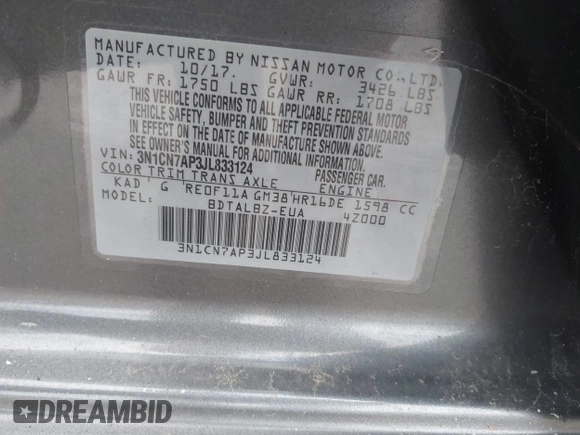 MANUFACTURED BY NISSAN MOTOR CO.,LTD.
DATE: 10/17. GVWR: 3426 LBS
GAWR FR: 1750 LBS GAWR RR: 1708 LBS
THIS VEHICLE CONFORMS TO ALL APPLICABLE FEDERAL MOTOR
VEHICLE SAFETY, BUMPER AND THEFT PREVENTION STANDARDS
IN EFFECT ON THE DATE OF MANUFACTURE SHOWN ABOVE.
SEE OWNER'S MANUAL FOR ADDITIONAL INFORMATION.
VIN: 3N1CN7AP3JL833124 PASSENGER CAR.
COLOR TRIM TRANS AXLE ENGINE
KAD ' G 'RE0F11A GM38'HR16DE 1598 CC
MODEL: BDTALBZ-EUA 4Z000
3N1CN7AP3JL833124
DREAMBID